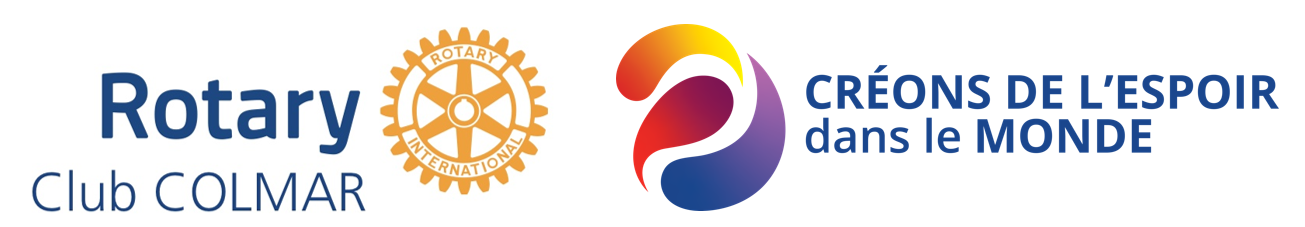 Rotary
Club COLMAR
ROTARY
INTERNATIONAL
CRÉONS DE L’ESPOIR
dans le MONDE